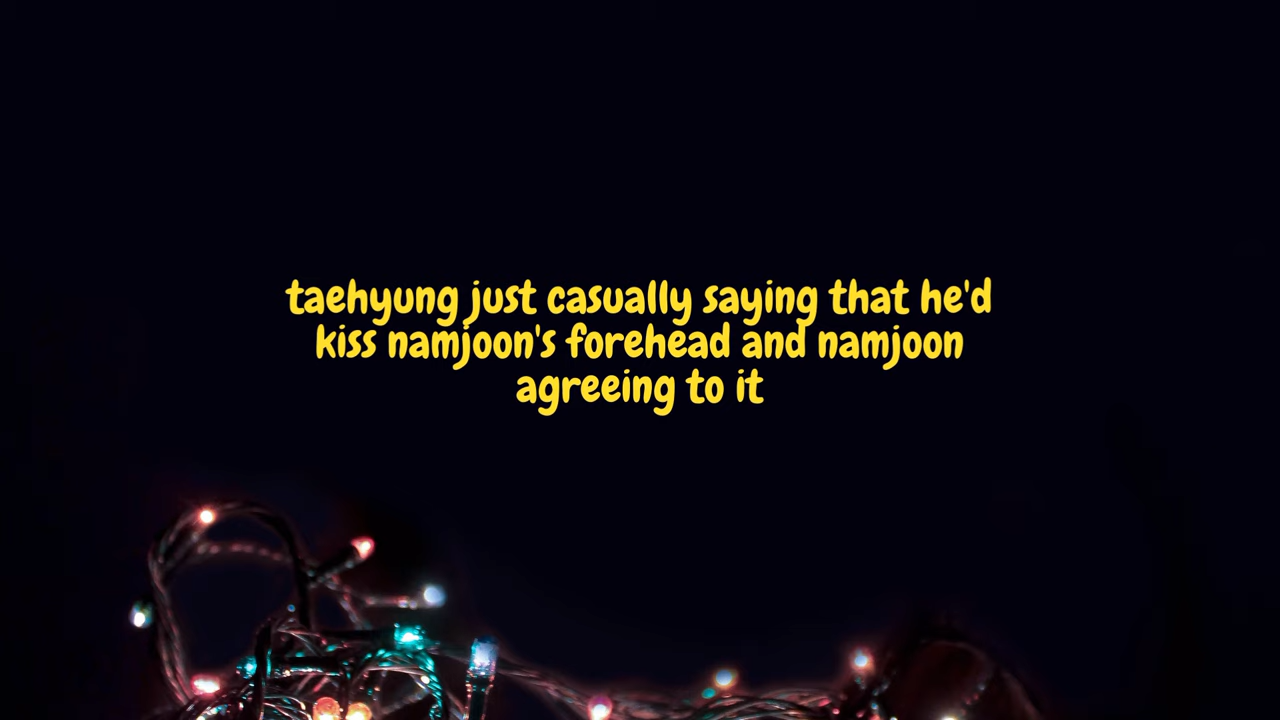 taehyung just casually saying that he'd
kiss namjoon's forehead and namjoon
agreeing to it